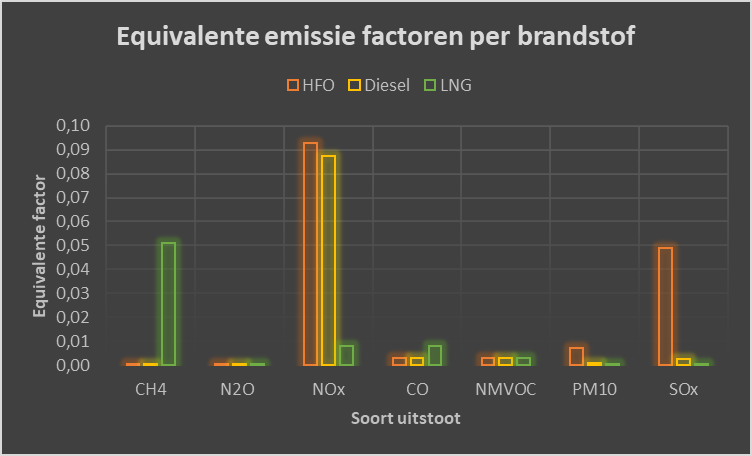 Equivalente emissie factoren per brandstof
HFO Diesel LNG
Equivalente factor
0,10
0,09
0,08
0,07
0,06
0,05
0,04
0,03
0,02
0,01
0,00
CH4 N2O NOx CO NMVOC PM10 SOx
Soort uitstoot